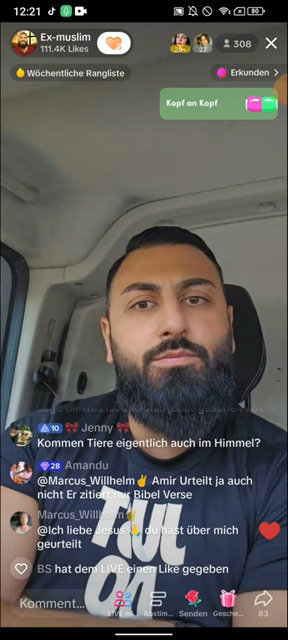 12:21
80
Ex-muslim
111.4K Likes
27
308
Wöchentliche Rangliste
Erkunden
Kopf an Kopf
10 Jenny
Kommen Tiere eigentlich auch im Himmel?
28 Amandu
@Marcus_Willhelm✌️ Amir Urteilt ja auch
nicht Er zitiert nur Bibel Verse
Marcus_Willhelm
@Ich liebe Jesus du hast über mich
geurteilt
BS hat dem LIVE einen Like gegeben
Komment...
Abstim...
Senden
Gesche...
83